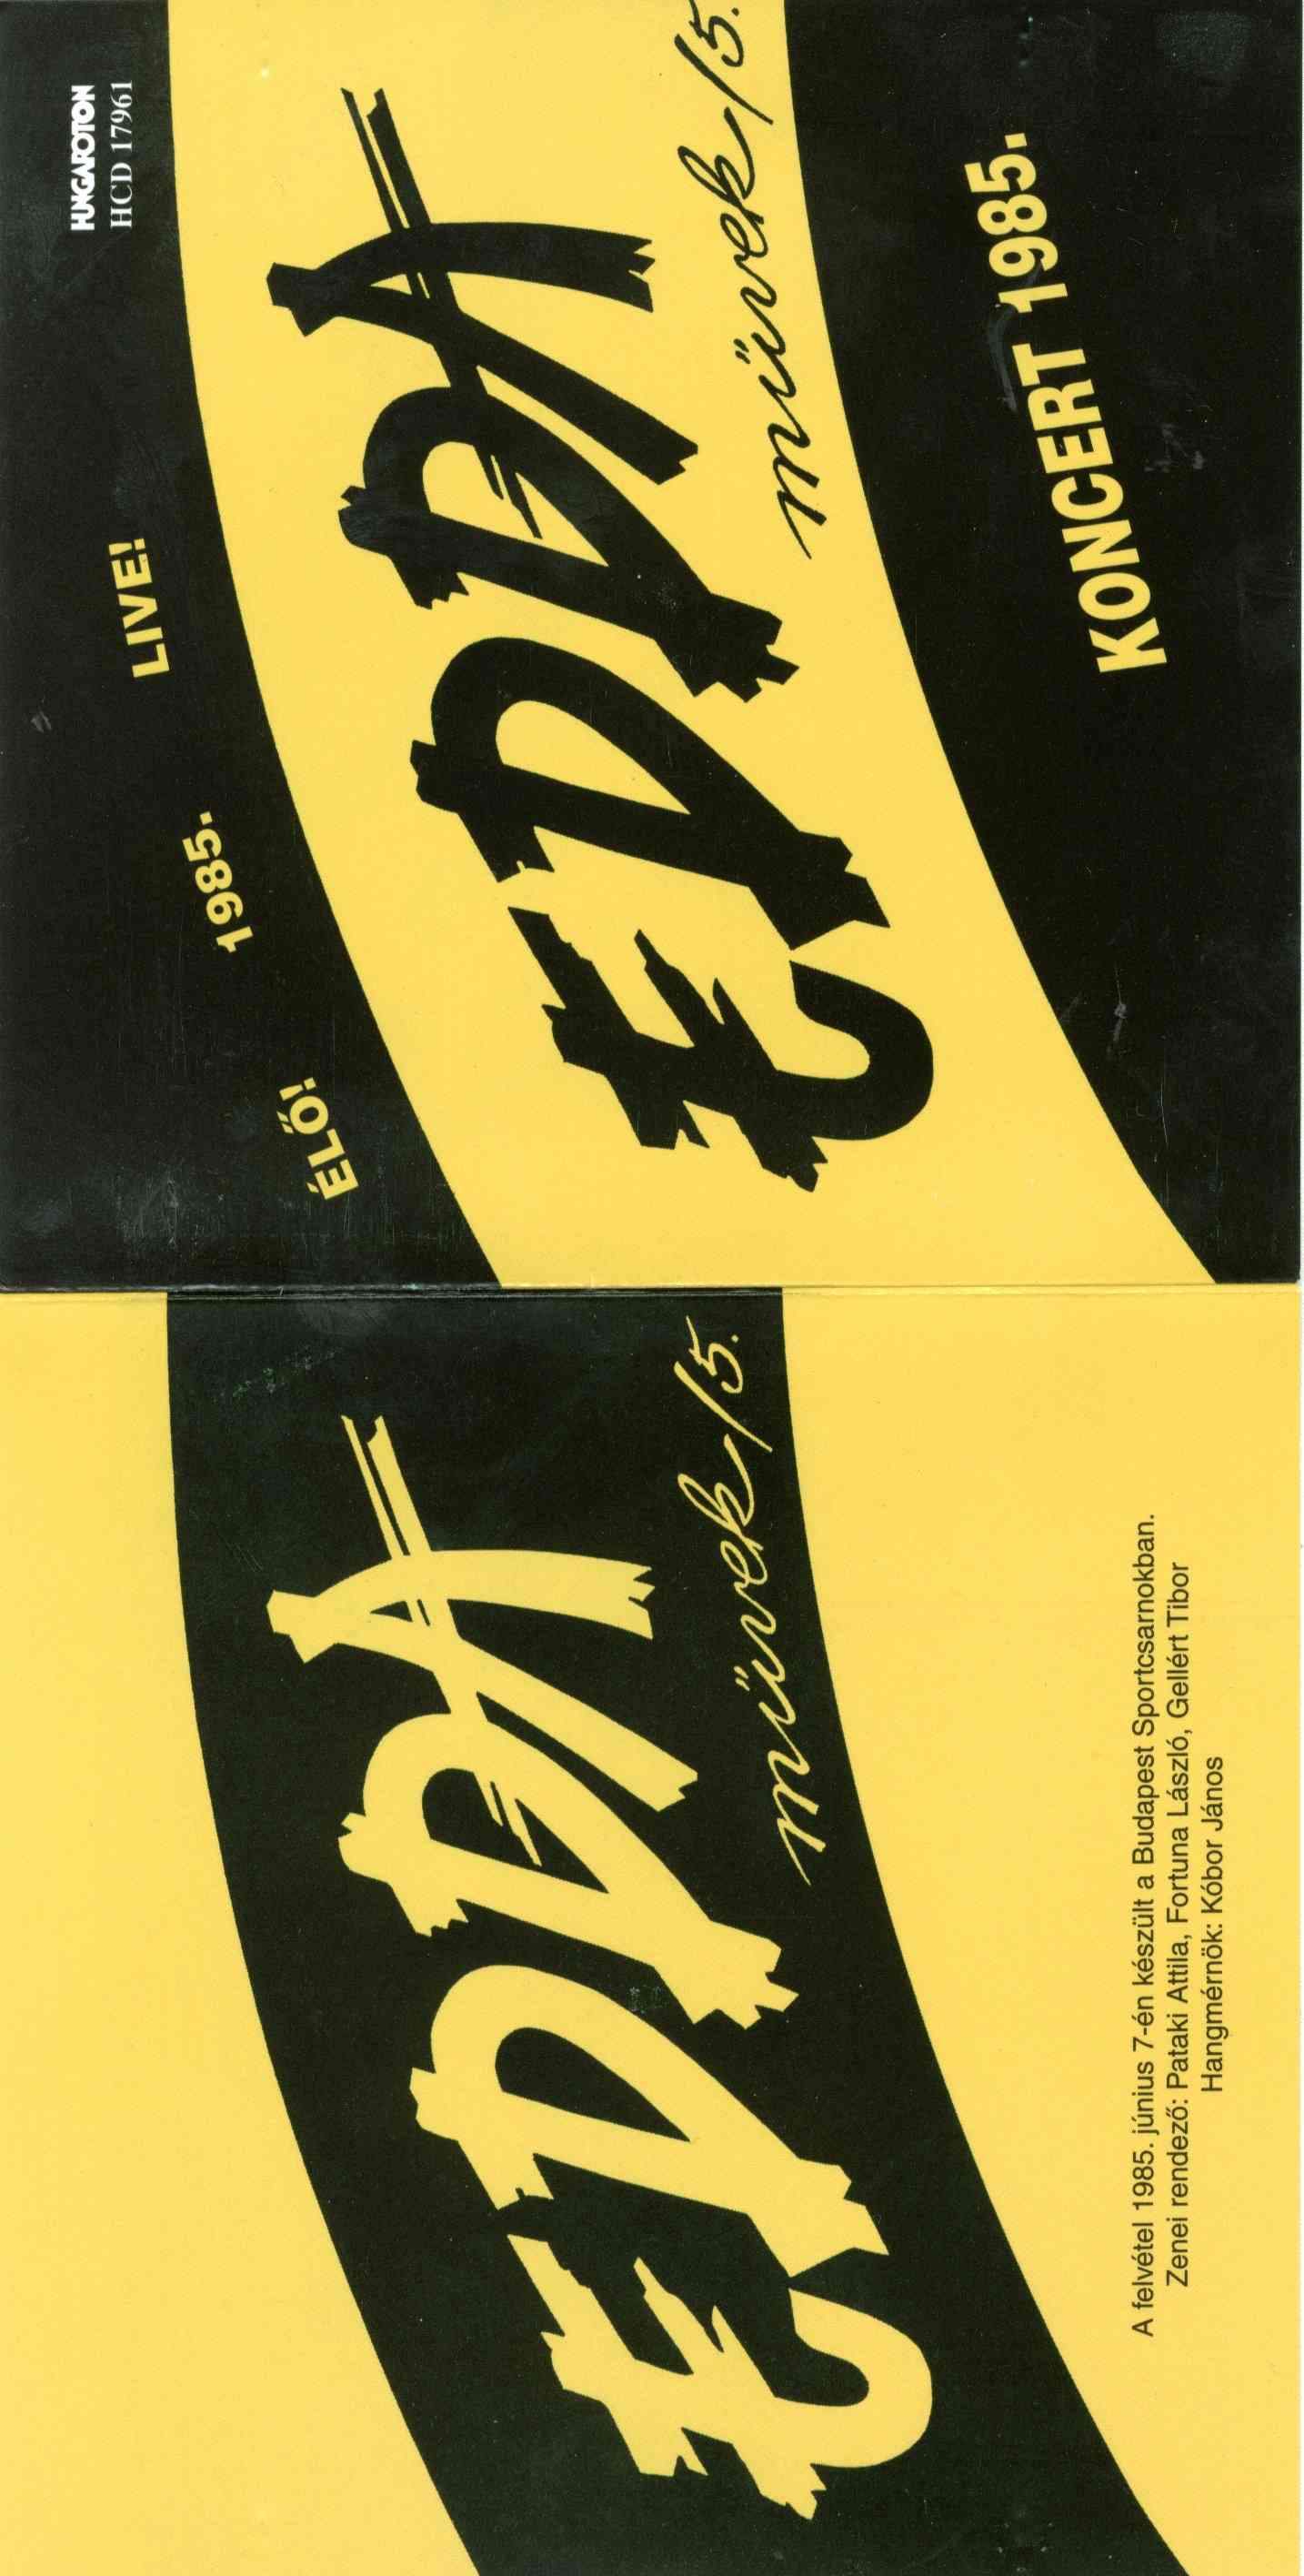 HUNGAROTON
HCD 17961
ÉLŐ! 1985. LIVE!
EDDA
művek/5.
KONCERT 1985.
EDDA
művek/5.
A felvétel 1985. június 7-én készült a Budapest Sportcsarnokban.
Zenei rendező: Pataki Attila, Fortuna László, Gellért Tibor
Hangmérnök: Kóbor János